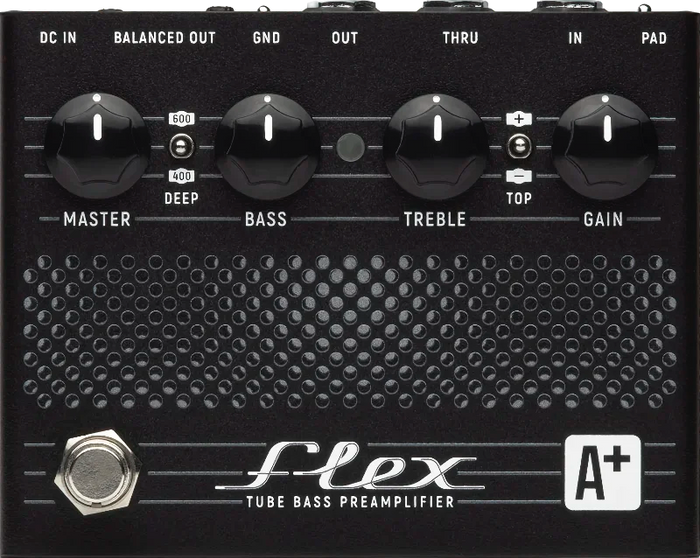 DC IN BALANCED OUT GND OUT THRU IN PAD
600 +
400 −
DEEP TOP
MASTER BASS TREBLE GAIN
flex
TUBE BASS PREAMPLIFIER
A+